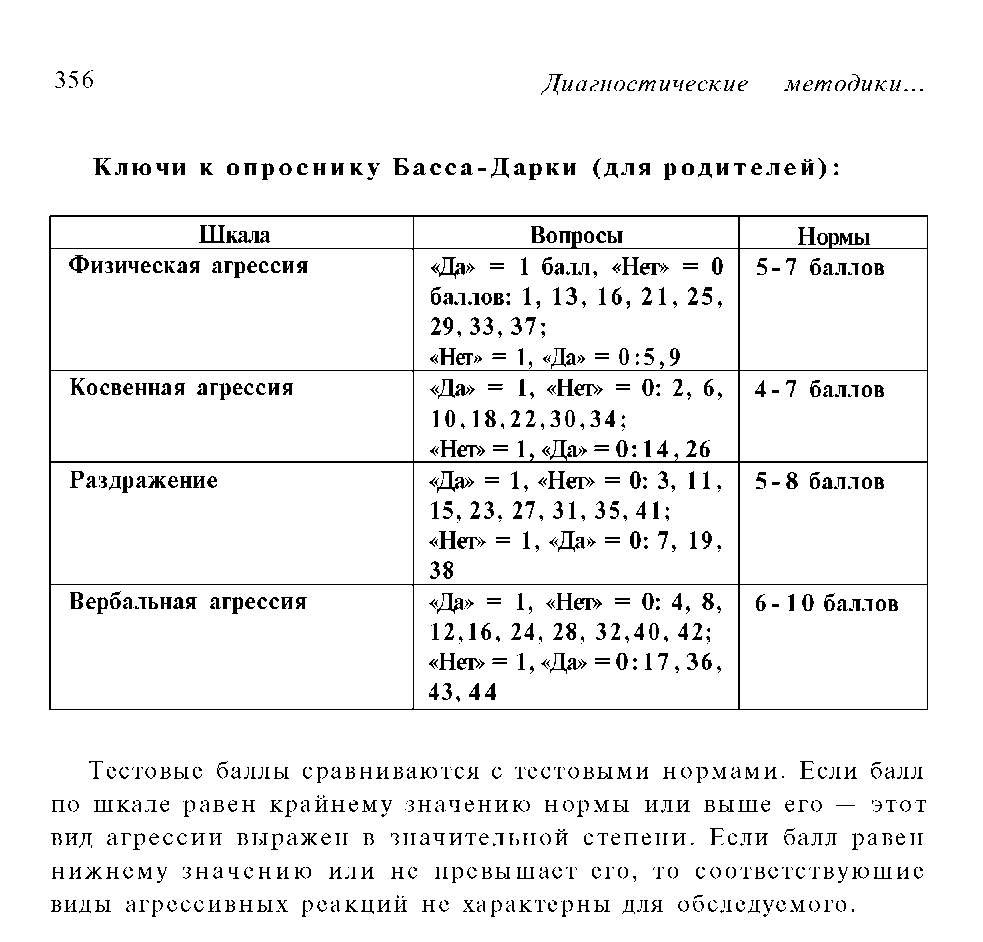 356
Диагностические методики...
Ключи к опроснику Басса-Дарки (для родителей):
Шкала
Вопросы
Нормы
Физическая агрессия
«Да» = 1 балл, «Нет» = 0
баллов: 1, 13, 16, 21, 25,
29, 33, 37;
«Нет» = 1, «Да» = 0:5,9
5-7 баллов
Косвенная агрессия
«Да» = 1, «Нет» = 0: 2, 6,
10,18,22,30,34;
«Нет» = 1, «Да» = 0:14, 26
4-7 баллов
Раздражение
«Да» = 1, «Нет» = 0: 3, 11,
15, 23, 27, 31, 35, 41;
«Нет» = 1, «Да» = 0: 7, 19,
38
5-8 баллов
Вербальная агрессия
«Да» = 1, «Нет» = 0: 4, 8,
12,16, 24, 28, 32,40, 42;
«Нет» = 1, «Да» = 0:17, 36,
43, 44
6-10 баллов
Тестовые баллы сравниваются с тестовыми нормами. Если балл
по шкале равен крайнему значению нормы или выше его — этот
вид агрессии выражен в значительной степени. Если балл равен
нижнему значению или не превышает его, то соответствующие
виды агрессивных реакций не характерны для обследуемого.